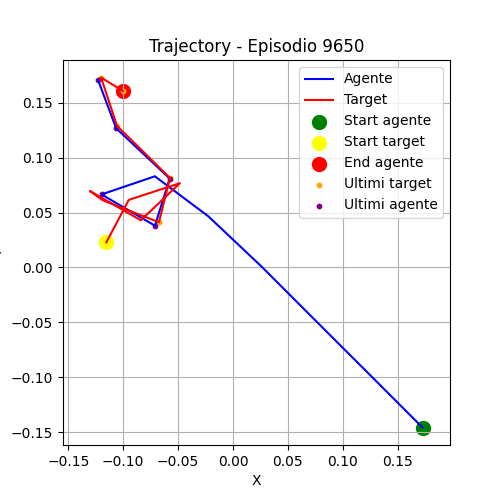 Trajectory - Episodio 9650
Agente
Target
Start agente
Start target
End agente
Ultimi target
Ultimi agente
0.15
0.10
0.05
0.00
−0.05
−0.10
−0.15
−0.15 −0.10 −0.05 0.00 0.05 0.10 0.15
X